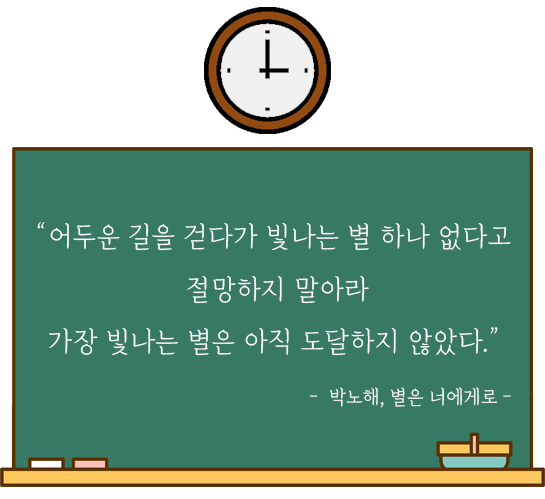 “어두운 길을 걷다가 빛나는 별 하나 없다고
절망하지 말아라
가장 빛나는 별은 아직 도달하지 않았다.”
- 박노해, 별은 너에게로 -